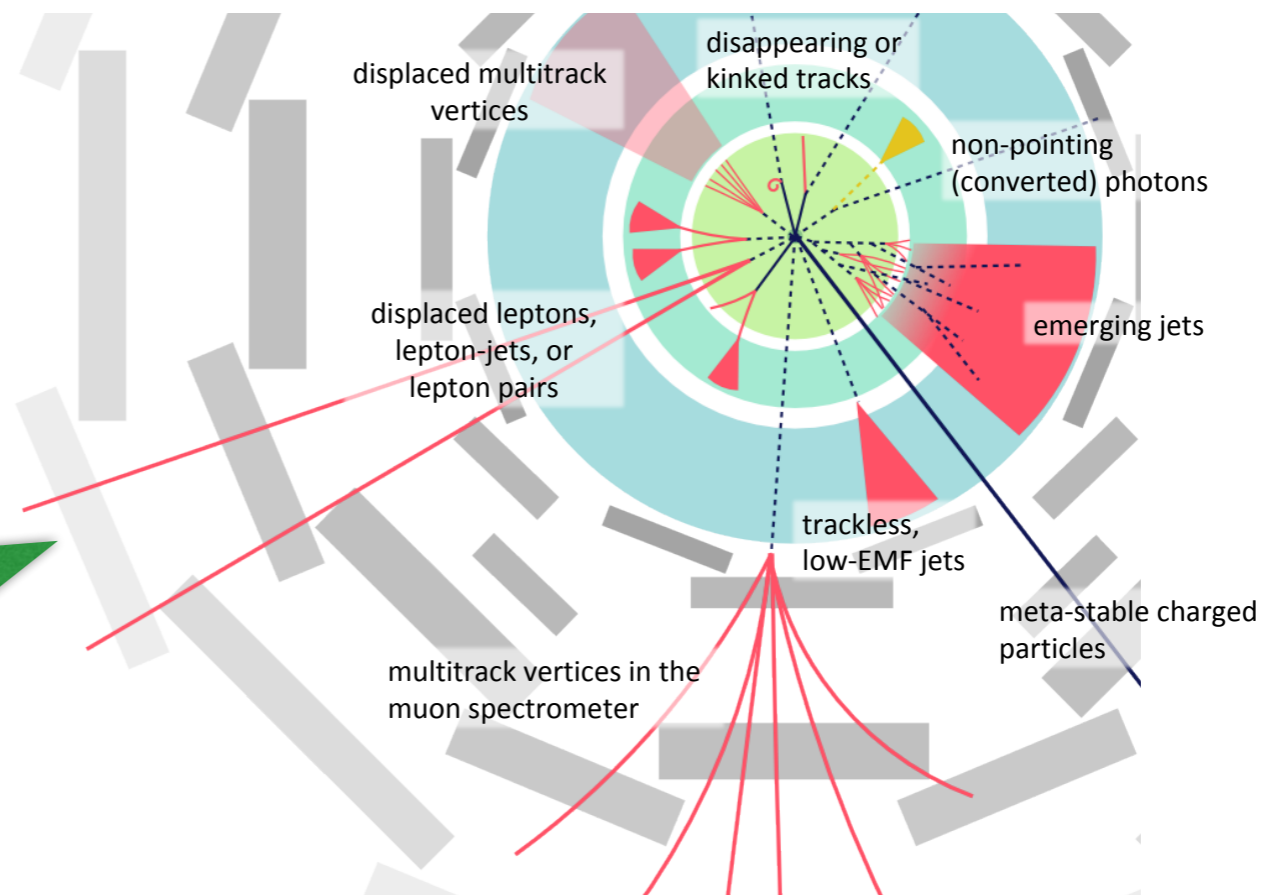 disappearing or
kinked tracks
displaced multitrack
vertices
non-pointing
(converted) photons
displaced leptons,
lepton-jets, or
lepton pairs
emerging jets
trackless,
low-EMF jets
meta-stable charged
particles
multitrack vertices in the
muon spectrometer